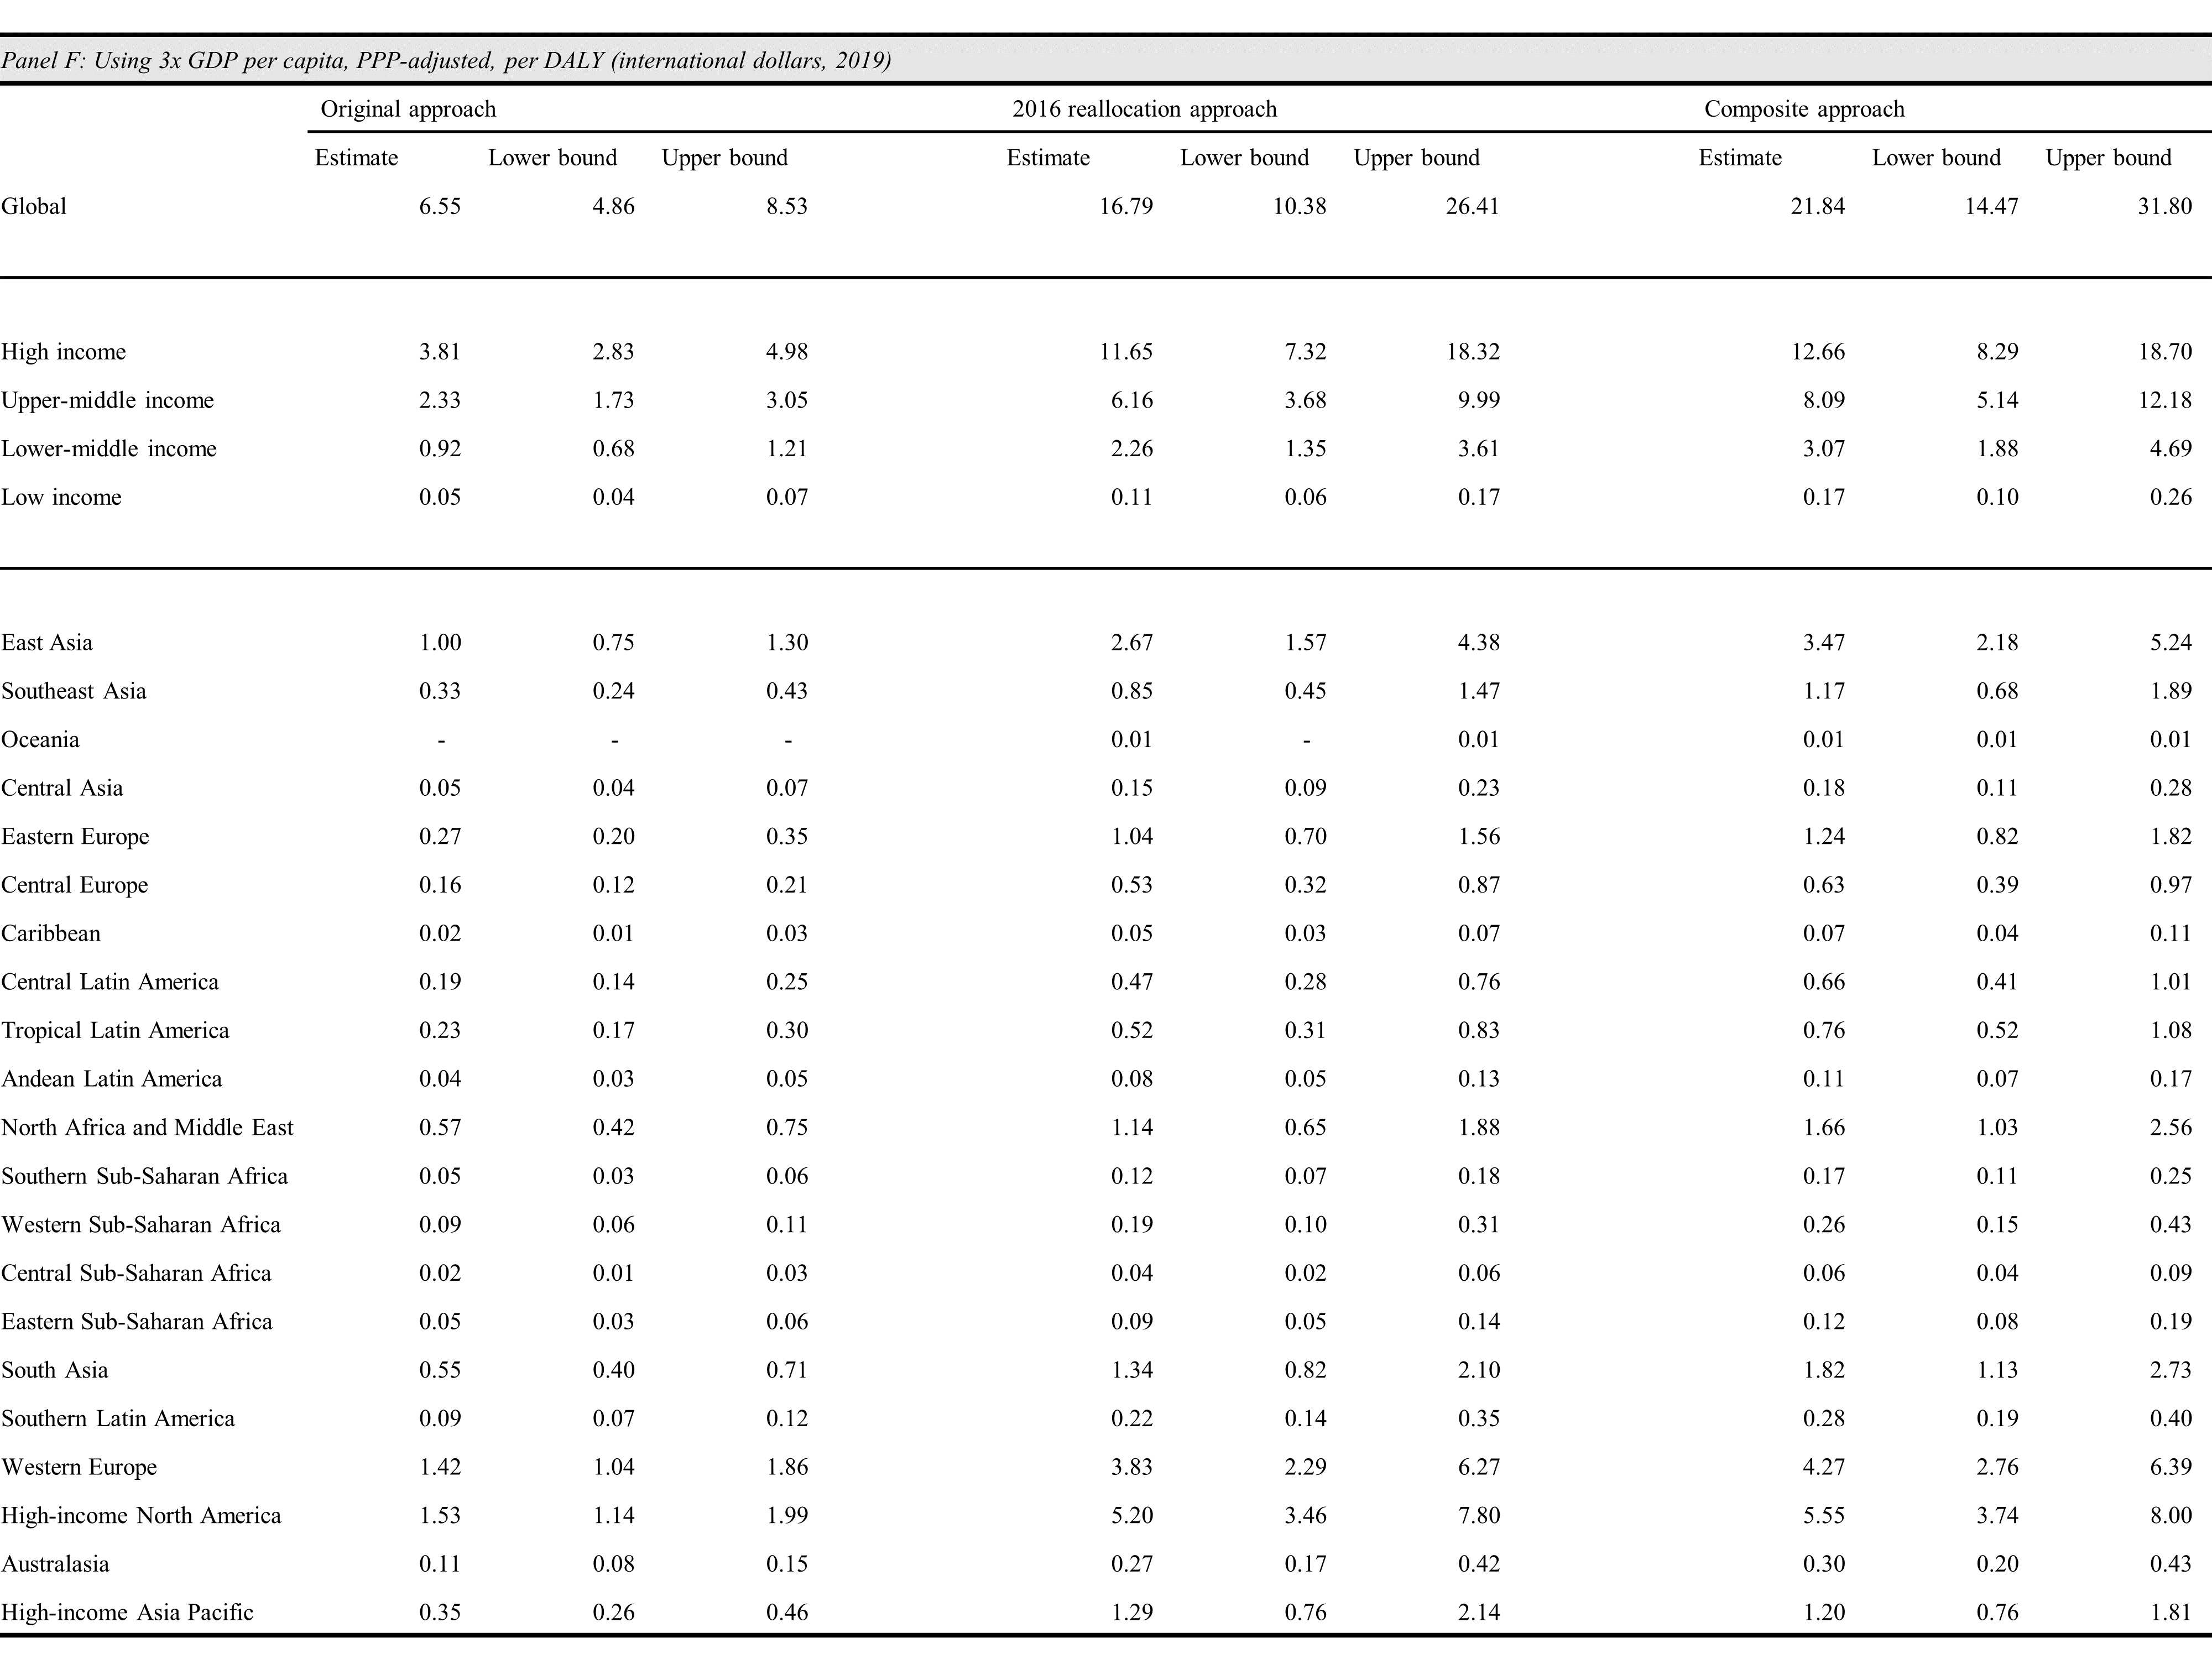 Panel F: Using 3x GDP per capita, PPP-adjusted, per DALY (international dollars, 2019)
Original approach 2016 reallocation approach Composite approach
Estimate Lower bound Upper bound Estimate Lower bound Upper bound Estimate Lower bound Upper bound
Global 6.55 4.86 8.53 16.79 10.38 26.41 21.84 14.47 31.80
High income 3.81 2.83 4.98 11.65 7.32 18.32 12.66 8.29 18.70
Upper-middle income 2.33 1.73 3.05 6.16 3.68 9.99 8.09 5.14 12.18
Lower-middle income 0.92 0.68 1.21 2.26 1.35 3.61 3.07 1.88 4.69
Low income 0.05 0.04 0.07 0.11 0.06 0.17 0.17 0.10 0.26
East Asia 1.00 0.75 1.30 2.67 1.57 4.38 3.47 2.18 5.24
Southeast Asia 0.33 0.24 0.43 0.85 0.45 1.47 1.17 0.68 1.89
Oceania - - - 0.01 - 0.01 0.01 0.01 0.01
Central Asia 0.05 0.04 0.07 0.15 0.09 0.23 0.18 0.11 0.28
Eastern Europe 0.27 0.20 0.35 1.04 0.70 1.56 1.24 0.82 1.82
Central Europe 0.16 0.12 0.21 0.53 0.32 0.87 0.63 0.39 0.97
Caribbean 0.02 0.01 0.03 0.05 0.03 0.07 0.07 0.04 0.11
Central Latin America 0.19 0.14 0.25 0.47 0.28 0.76 0.66 0.41 1.01
Tropical Latin America 0.23 0.17 0.30 0.52 0.31 0.83 0.76 0.52 1.08
Andean Latin America 0.04 0.03 0.05 0.08 0.05 0.13 0.11 0.07 0.17
North Africa and Middle East 0.57 0.42 0.75 1.14 0.65 1.88 1.66 1.03 2.56
Southern Sub-Saharan Africa 0.05 0.03 0.06 0.12 0.07 0.18 0.17 0.11 0.25
Western Sub-Saharan Africa 0.09 0.06 0.11 0.19 0.10 0.31 0.26 0.15 0.43
Central Sub-Saharan Africa 0.02 0.01 0.03 0.04 0.02 0.06 0.06 0.04 0.09
Eastern Sub-Saharan Africa 0.05 0.03 0.06 0.09 0.05 0.14 0.12 0.08 0.19
South Asia 0.55 0.40 0.71 1.34 0.82 2.10 1.82 1.13 2.73
Southern Latin America 0.09 0.07 0.12 0.22 0.14 0.35 0.28 0.19 0.40
Western Europe 1.42 1.04 1.86 3.83 2.29 6.27 4.27 2.76 6.39
High-income North America 1.53 1.14 1.99 5.20 3.46 7.80 5.55 3.74 8.00
Australasia 0.11 0.08 0.15 0.27 0.17 0.42 0.30 0.20 0.43
High-income Asia Pacific 0.35 0.26 0.46 1.29 0.76 2.14 1.20 0.76 1.81